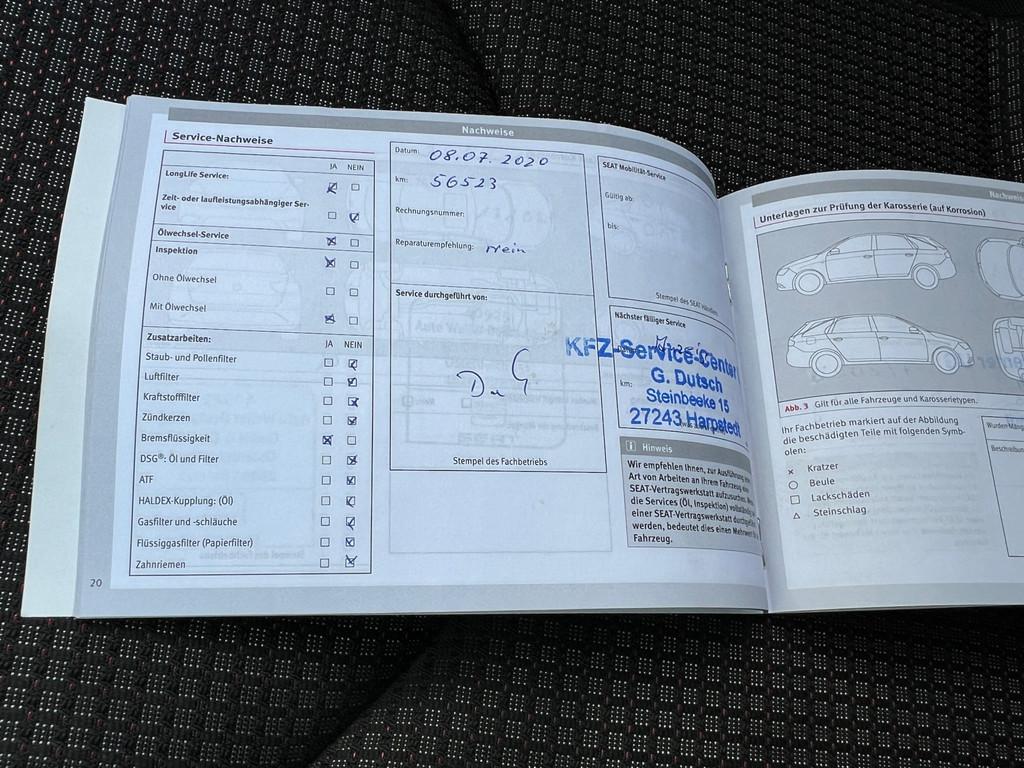 Nachweise
Service-Nachweise
JA NEIN
LongLife Service:
Zeit- oder laufleistungsabhängiger Ser-
vice
Ölwechsel-Service
Inspektion
Ohne Ölwechsel
Mit Ölwechsel
Zusatzarbeiten: JA NEIN
Staub- und Pollenfilter
Luftfilter
Kraftstofffilter
Zündkerzen
Bremsflüssigkeit
DSG®: Öl und Filter
ATF
HALDEX-Kupplung: (Öl)
Gasfilter und -schläuche
Flüssiggasfilter (Papierfilter)
Zahnriemen
20
Datum: 08.07.2020
km: 56523
Rechnungsnummer:
Reparaturempfehlung: nein
Service durchgeführt von:
Stempel des Fachbetriebs
SEAT Mobilität-Service
Gültig ab:
bis:
Stempel des SEAT Händlers
Nächster fälliger Service
km:
KFZ-Service-Center
G. Dutsch
Steinbeeke 15
27243 Harpstedt
i Hinweis
Wir empfehlen Ihnen, zur Ausführung
Art von Arbeiten an Ihrem Fahrzeug
SEAT-Vertragswerkstatt aufzusuchen.
die Services (Öl, Inspektion)
einer SEAT-Vertragswerkstatt
werden, bedeutet dies einen
Fahrzeug.
Nachweise
Unterlagen zur Prüfung der Karosserie (auf Korrosion)
Abb. 3 Gilt für alle Fahrzeuge und Karosserietypen.
Ihr Fachbetrieb markiert auf der Abbildung
die beschädigten Teile mit folgenden Symb-
olen:
Kratzer
Beule
Lackschäden
Steinschlag
Wurden